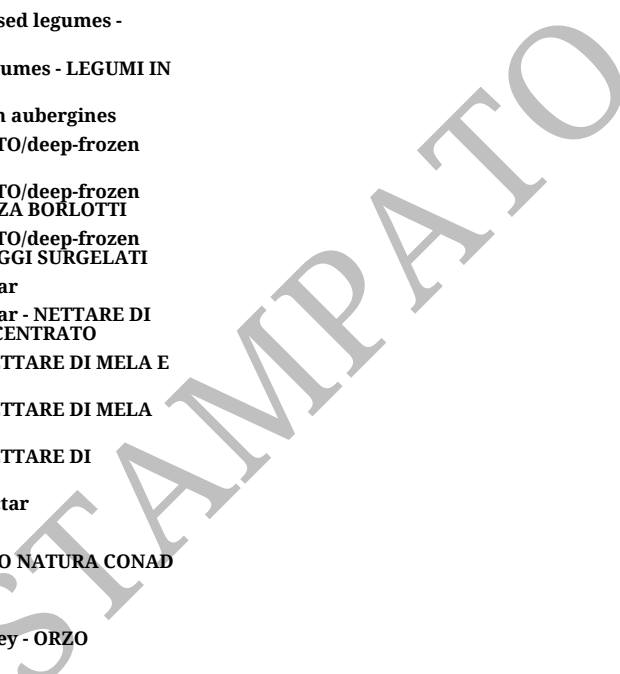 sed legumes -
umes - LEGUMI IN
n aubergines
TO/deep-frozen
TO/deep-frozen
ZA BORLOTTI
TO/deep-frozen
GGI SURGELATI
ar
ar - NETTARE DI
CENTRATO
TTARE DI MELA E
TTARE DI MELA
TTARE DI
ctar
O NATURA CONAD
ey - ORZO
STAMPATO